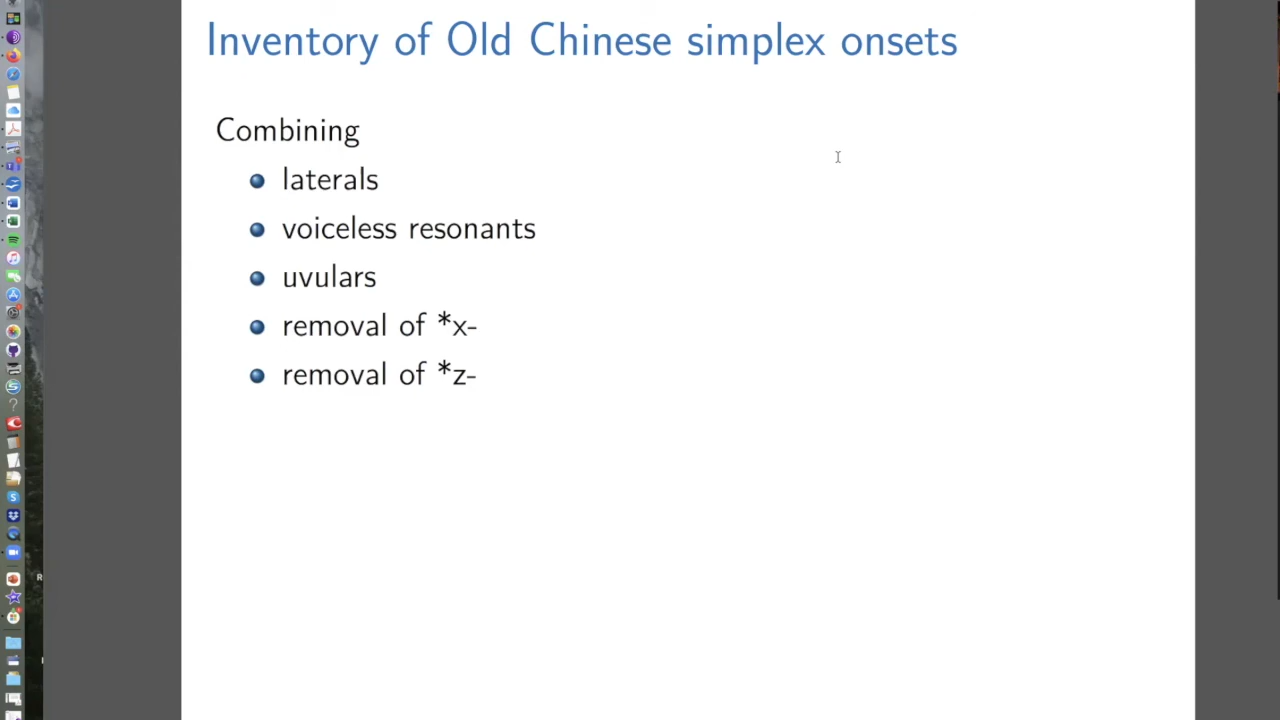 Inventory of Old Chinese simplex onsets
Combining
laterals
voiceless resonants
uvulars
removal of *x-
removal of *z-